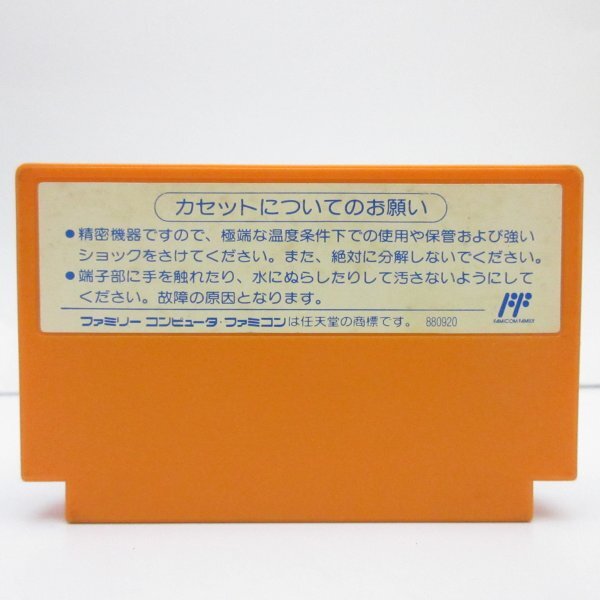 カセットについてのお願い
●精密機器ですので、極端な温度条件下での使用や保管および強い
ショックをさけてください。また、絶対に分解しないでください。
●端子部に手を触れたり、水にぬらしたりして汚さないようにして
ください。故障の原因となります。
FF
FAMICOM FAMILY
ファミリー コンピュータ・ファミコンは任天堂の商標です。 880920